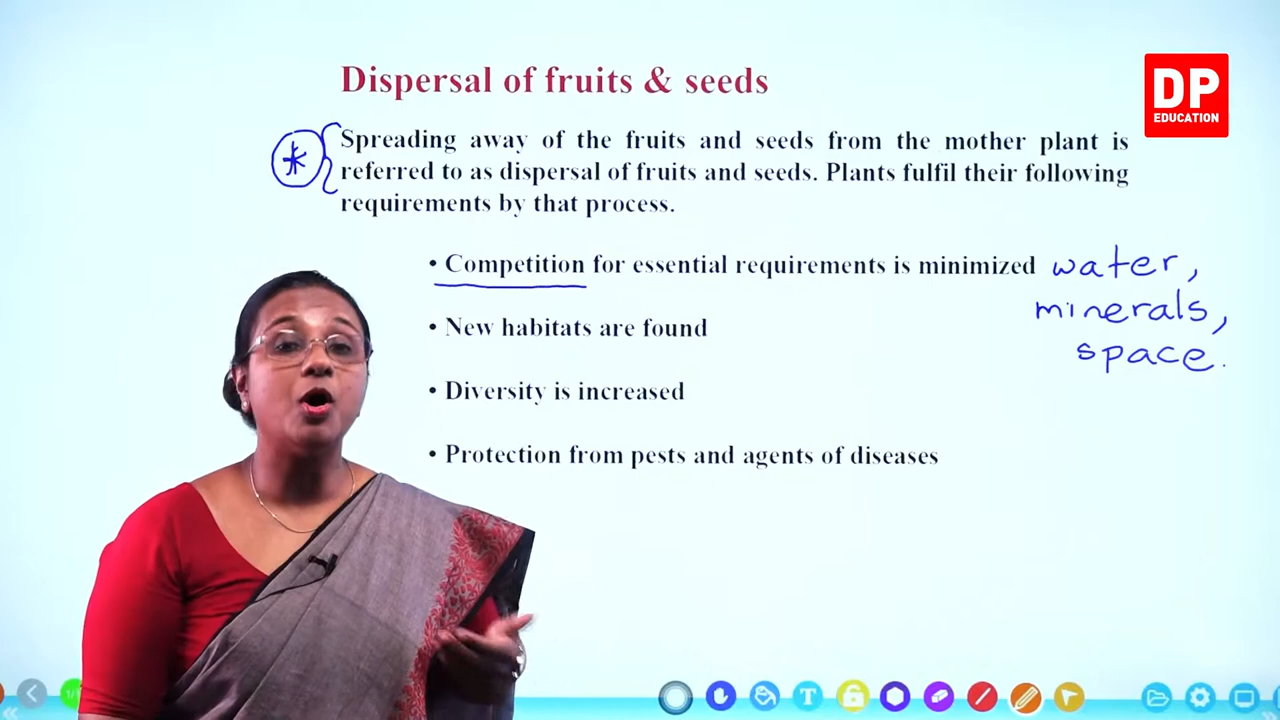 DP
EDUCATION
Dispersal of fruits & seeds
Spreading away of the fruits and seeds from the mother plant is
referred to as dispersal of fruits and seeds. Plants fulfil their following
requirements by that process.
• Competition for essential requirements is minimized water,
minerals,
space.
• New habitats are found
• Diversity is increased
• Protection from pests and agents of diseases